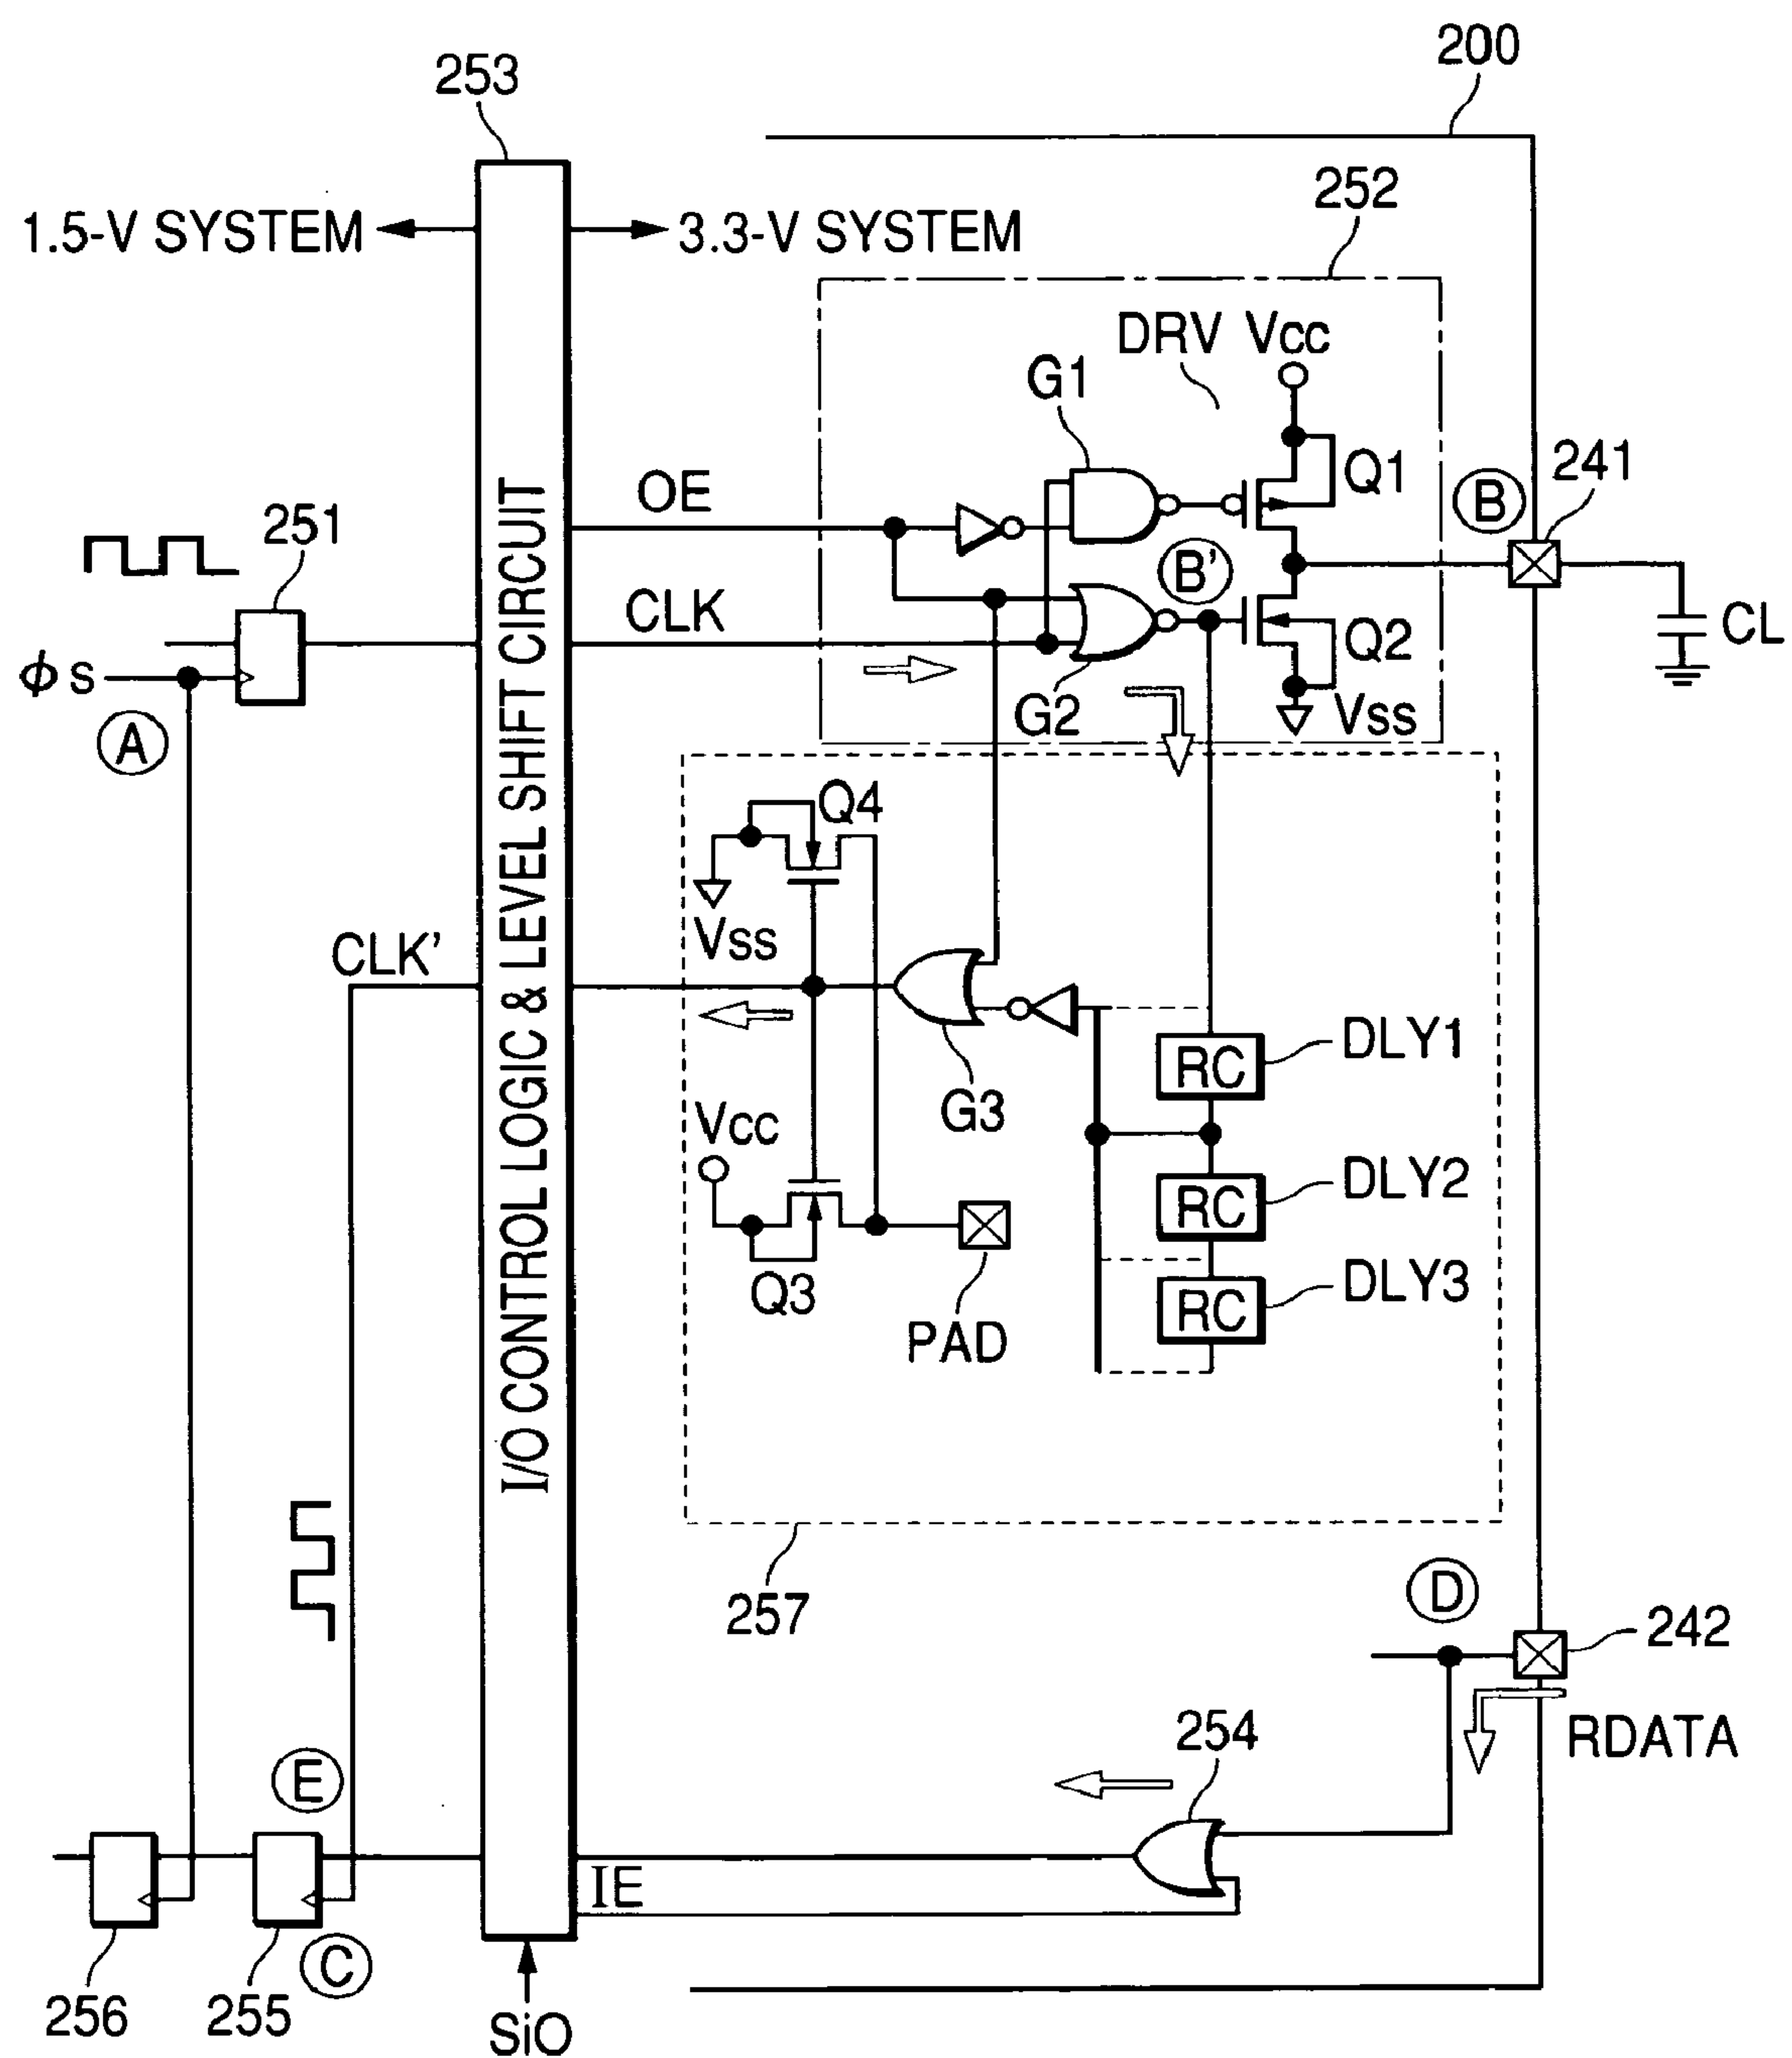 200
253
252
1.5-V SYSTEM
3.3-V SYSTEM
DRV
Vcc
G1
Q1
241
B
OE
251
B'
CLK
Q2
CL
ϕs
G2
Vss
A
I/O CONTROL LOGIC & LEVEL SHIFT CIRCUIT
Q4
Vss
CLK'
RC
DLY1
G3
Vcc
RC
DLY2
RC
DLY3
Q3
PAD
257
D
242
RDATA
254
E
IE
C
256
255
SiO